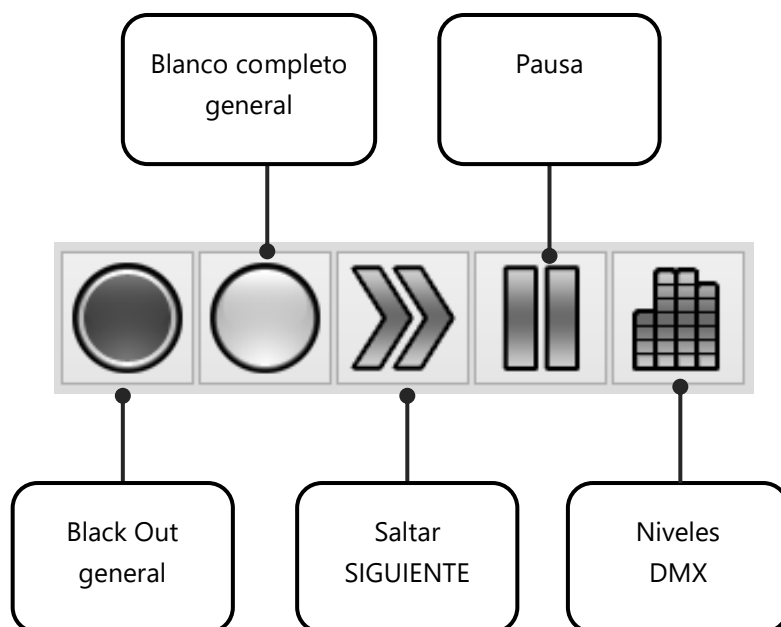 Blanco completo
general
Pausa
Black Out
general
Saltar
SIGUIENTE
Niveles
DMX